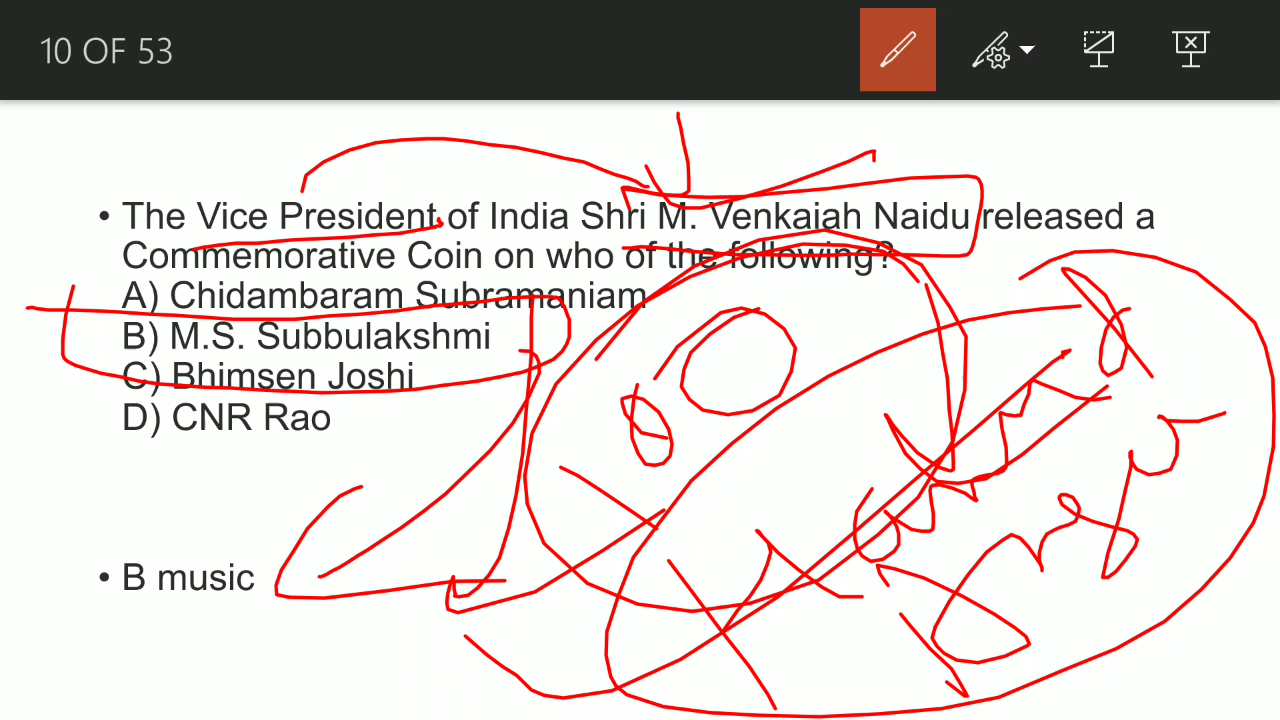 10 OF 53
• The Vice President of India Shri M. Venkaiah Naidu released a
Commemorative Coin on who of the following?
A) Chidambaram Subramaniam
B) M.S. Subbulakshmi
C) Bhimsen Joshi
D) CNR Rao
• B music